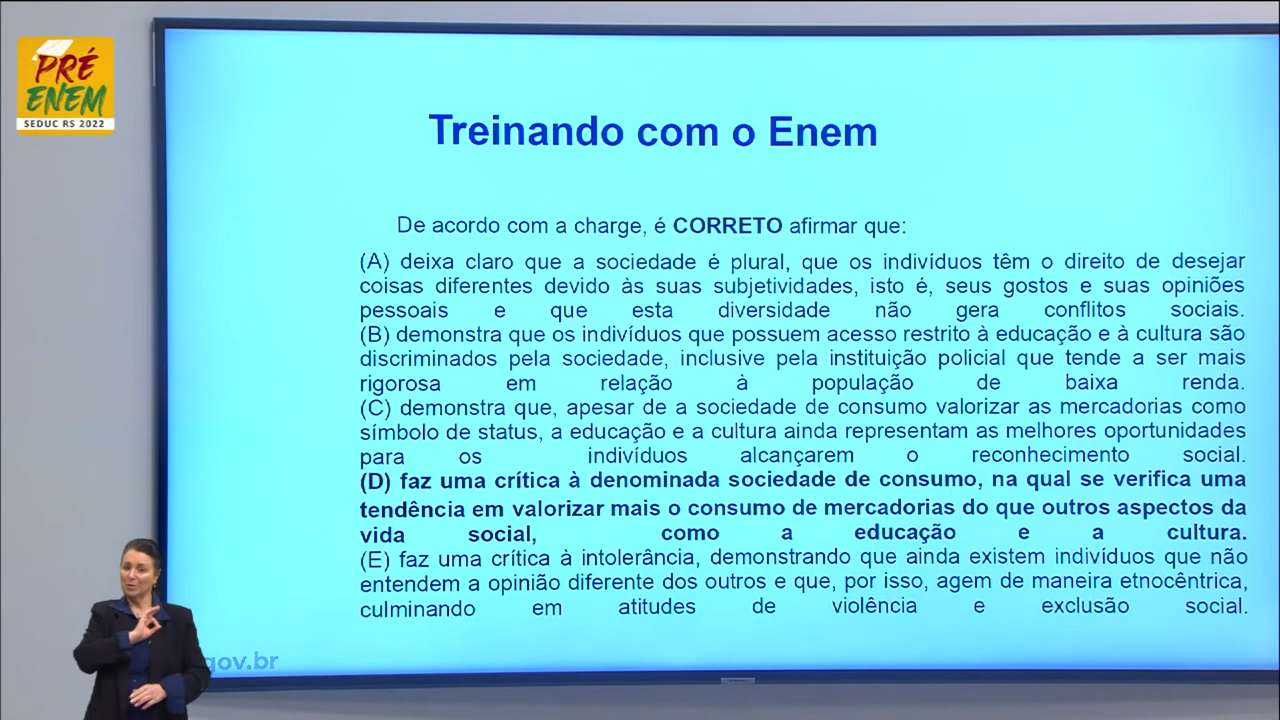 PRÉ
ENEM
SEDUC RS 2022
Treinando com o Enem
De acordo com a charge, é CORRETO afirmar que:
(A) deixa claro que a sociedade é plural, que os indivíduos têm o direito de desejar
coisas diferentes devido às suas subjetividades, isto é, seus gostos e suas opiniões
pessoais e que esta diversidade não gera conflitos sociais.
(B) demonstra que os indivíduos que possuem acesso restrito à educação e à cultura são
discriminados pela sociedade, inclusive pela instituição policial que tende a ser mais
rigorosa em relação à população de baixa renda.
(C) demonstra que, apesar de a sociedade de consumo valorizar as mercadorias como
símbolo de status, a educação e a cultura ainda representam as melhores oportunidades
para os indivíduos alcançarem o reconhecimento social.
(D) faz uma crítica à denominada sociedade de consumo, na qual se verifica uma
tendência em valorizar mais o consumo de mercadorias do que outros aspectos da
vida social, como a educação e a cultura.
(E) faz uma crítica à intolerância, demonstrando que ainda existem indivíduos que não
entendem a opinião diferente dos outros e que, por isso, agem de maneira etnocêntrica,
culminando em atitudes de violência e exclusão social.
gov.br